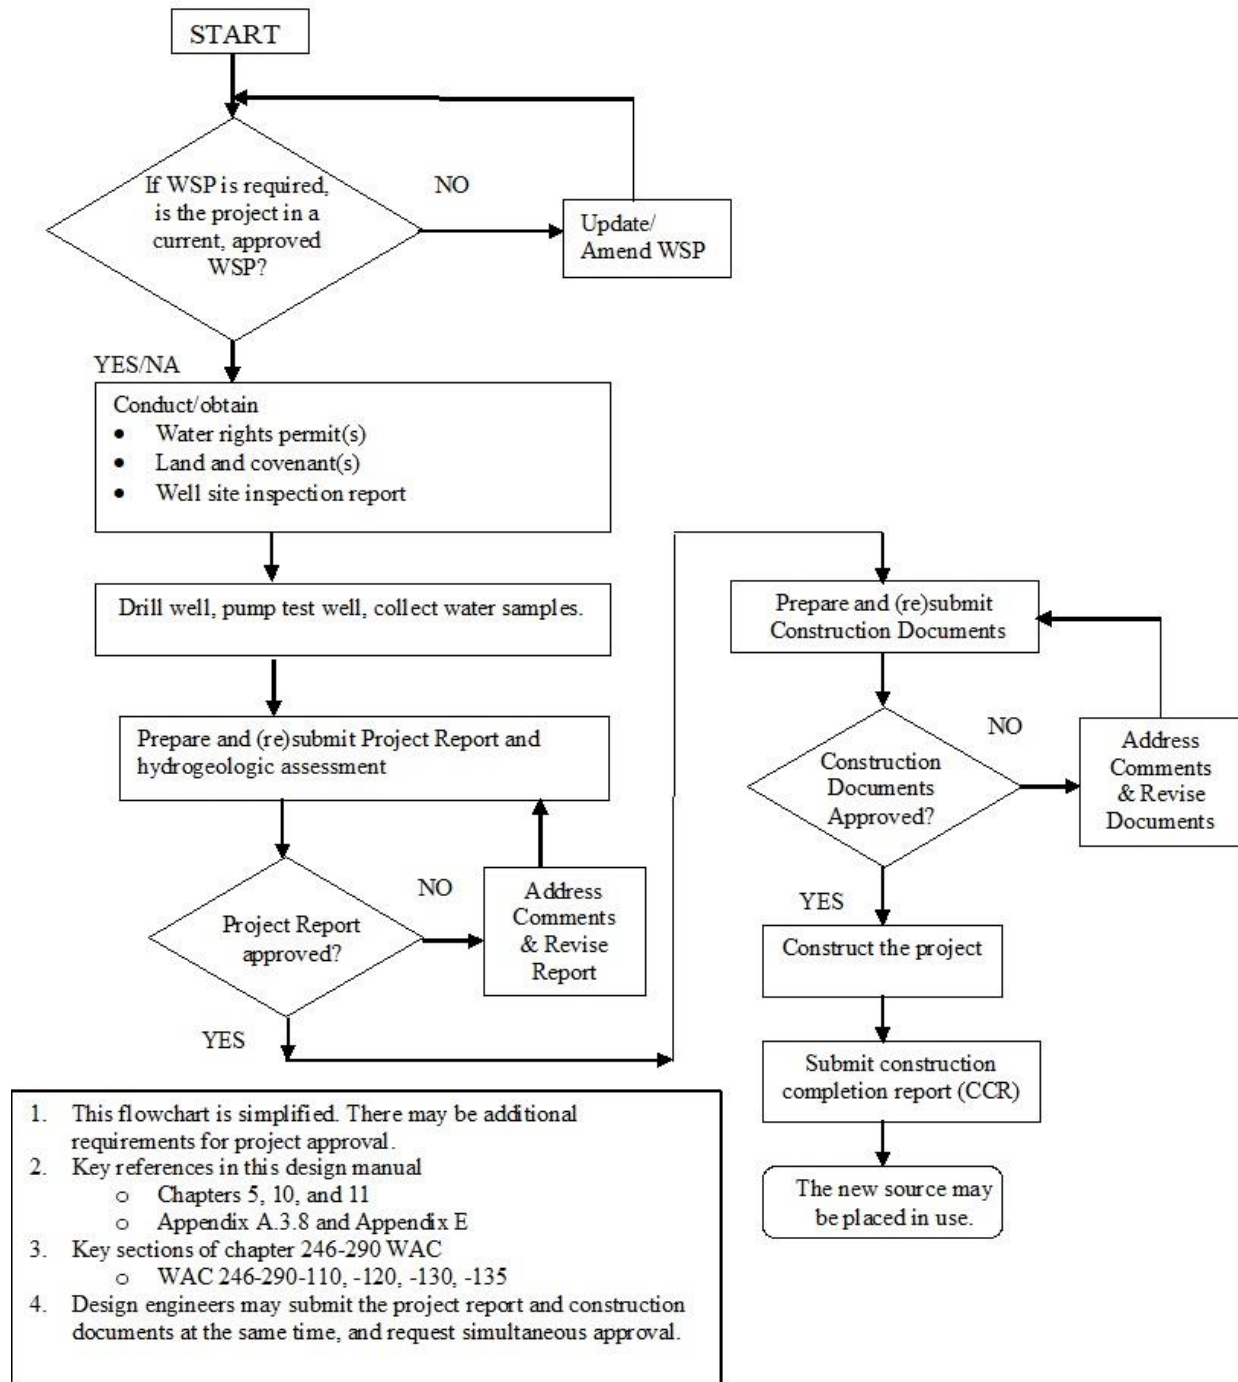 START
If WSP is required,
is the project in a
current, approved
WSP?
NO
Update/
Amend WSP
YES/NA
Conduct/obtain
• Water rights permit(s)
• Land and covenant(s)
• Well site inspection report
Drill well, pump test well, collect water samples.
Prepare and (re)submit Project Report and
hydrogeologic assessment
Project Report
approved?
NO
Address
Comments
& Revise
Report
YES
Prepare and (re)submit
Construction Documents
Construction
Documents
Approved?
NO
Address
Comments
& Revise
Documents
YES
Construct the project
Submit construction
completion report (CCR)
The new source may
be placed in use.
1. This flowchart is simplified. There may be additional
requirements for project approval.
2. Key references in this design manual
o Chapters 5, 10, and 11
o Appendix A.3.8 and Appendix E
3. Key sections of chapter 246-290 WAC
o WAC 246-290-110, -120, -130, -135
4. Design engineers may submit the project report and construction
documents at the same time, and request simultaneous approval.